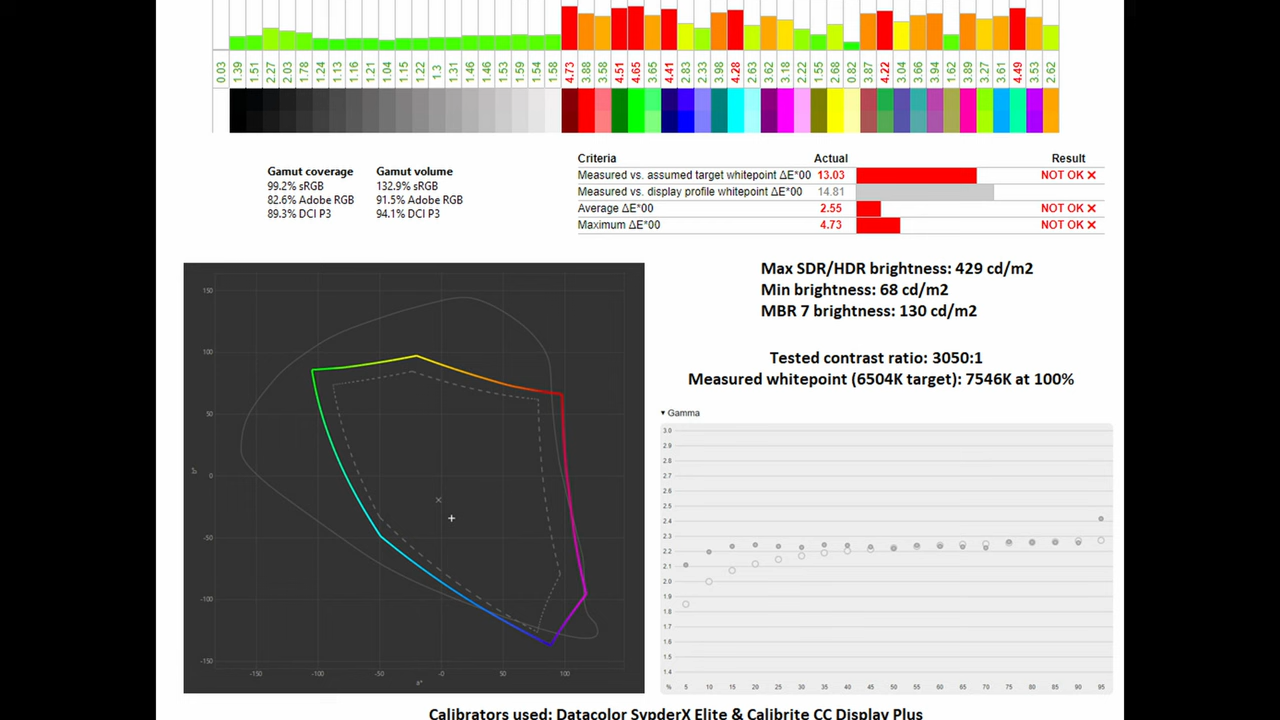 0.03 1.39 1.51 2.27 2.03 1.78 1.24 1.13 1.16 1.21 1.04 1.15 1.22 1.3 1.31 1.46 1.46 1.53 1.54 1.58 4.73 3.88 3.58 4.51 4.65 3.65 4.41 2.83 2.33 3.98 4.28 2.63 3.62 3.18 2.22 1.55 2.68 0.82 3.87 4.22 3.04 3.66 3.94 1.62 3.89 3.27 3.61 4.49 3.53 2.62
Criteria Actual Result
Measured vs. assumed target whitepoint ΔE*00 13.03 NOT OK ✕
Measured vs. display profile whitepoint ΔE*00 14.81
Average ΔE*00 2.55 NOT OK ✕
Maximum ΔE*00 4.73 NOT OK ✕
Gamut coverage Gamut volume
99.2% sRGB 132.9% sRGB
82.6% Adobe RGB 91.5% Adobe RGB
89.3% DCI P3 94.1% DCI P3
Max SDR/HDR brightness: 429 cd/m2
Min brightness: 68 cd/m2
MBR 7 brightness: 130 cd/m2
Tested contrast ratio: 3050:1
Measured whitepoint (6504K target): 7546K at 100%
150
100
50
0
-50
-100
-150
b*
-150 -100 -50 -0 50 100
a*
▼ Gamma
3.0
2.9
2.8
2.7
2.6
2.5
2.4
2.3
2.2
2.1
2.0
1.9
1.8
1.7
1.6
1.5
1.4
% 5 10 15 20 25 30 35 40 45 50 55 60 65 70 75 80 85 90 95
Calibrators used: Datacolor SypderX Elite & Calibrite CC Display Plus